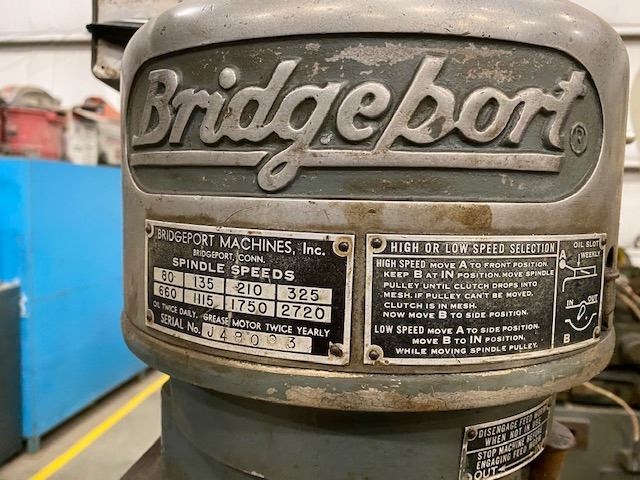 Bridgeport
®
BRIDGEPORT MACHINES, Inc.
BRIDGEPORT, CONN.
SPINDLE SPEEDS
80 135 210 325
660 1115 1750 2720
OIL TWICE DAILY. GREASE MOTOR TWICE YEARLY
SERIAL No. J48093
HIGH OR LOW SPEED SELECTION
HIGH SPEED MOVE A TO FRONT POSITION.
KEEP B AT IN POSITION. MOVE SPINDLE
PULLEY UNTIL CLUTCH DROPS INTO
MESH. IF PULLEY CAN'T BE MOVED,
CLUTCH IS IN MESH.
NOW MOVE B TO SIDE POSITION.
LOW SPEED MOVE A TO SIDE POSITION.
MOVE B TO IN POSITION.
WHILE MOVING SPINDLE PULLEY.
OIL SLOT
WEEKLY
A
IN OUT
B
DISENGAGE FEED WORM
WHEN NOT IN USE
STOP MACHINE BEFORE
ENGAGING FEED WORM
OUT